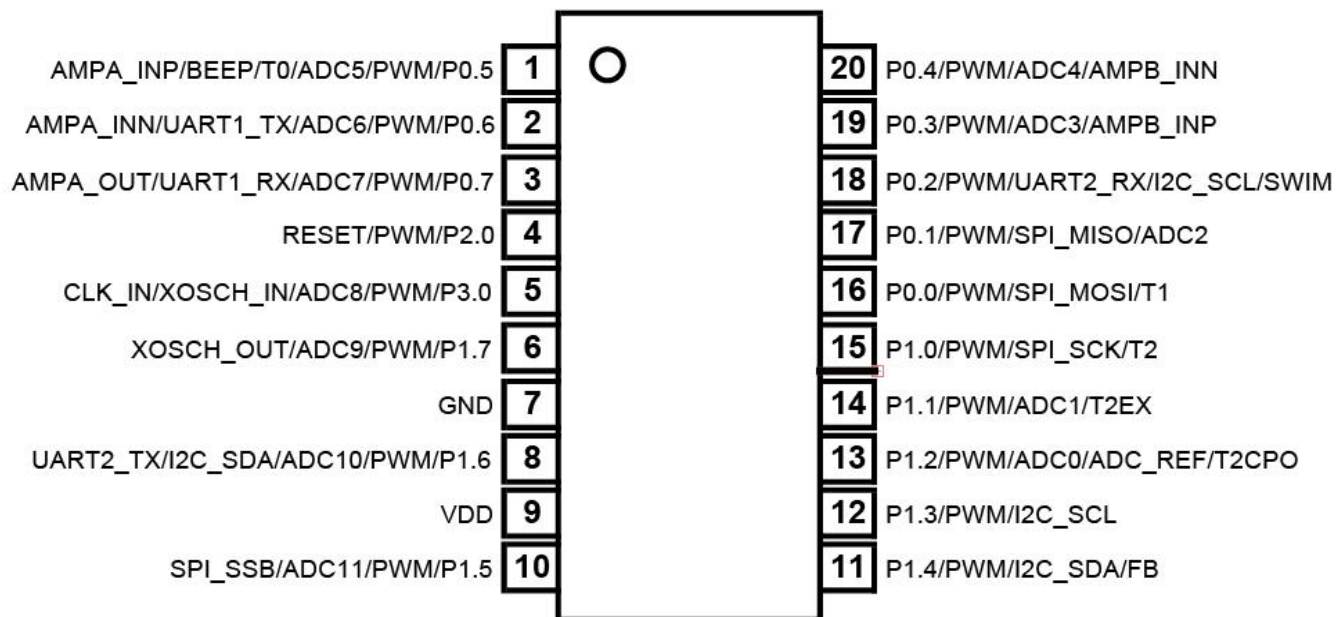 AMPA_INP/BEEP/T0/ADC5/PWM/P0.5 1
AMPA_INN/UART1_TX/ADC6/PWM/P0.6 2
AMPA_OUT/UART1_RX/ADC7/PWM/P0.7 3
RESET/PWM/P2.0 4
CLK_IN/XOSCH_IN/ADC8/PWM/P3.0 5
XOSCH_OUT/ADC9/PWM/P1.7 6
GND 7
UART2_TX/I2C_SDA/ADC10/PWM/P1.6 8
VDD 9
SPI_SSB/ADC11/PWM/P1.5 10
20 P0.4/PWM/ADC4/AMPB_INN
19 P0.3/PWM/ADC3/AMPB_INP
18 P0.2/PWM/UART2_RX/I2C_SCL/SWIM
17 P0.1/PWM/SPI_MISO/ADC2
16 P0.0/PWM/SPI_MOSI/T1
15 P1.0/PWM/SPI_SCK/T2
14 P1.1/PWM/ADC1/T2EX
13 P1.2/PWM/ADC0/ADC_REF/T2CPO
12 P1.3/PWM/I2C_SCL
11 P1.4/PWM/I2C_SDA/FB